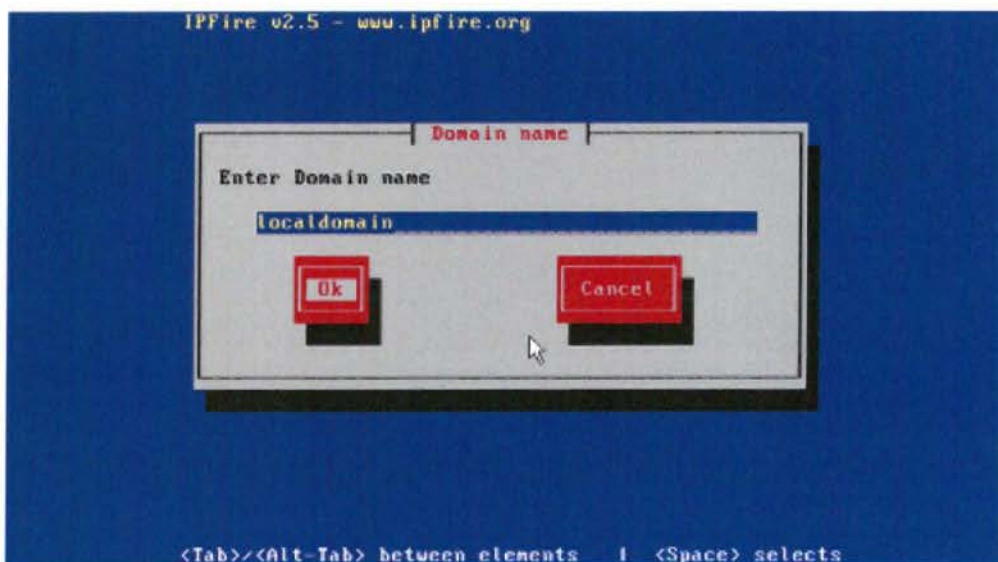 IPFire v2.5 - www.ipfire.org
Domain name
Enter Domain name
localdomain
Ok
Cancel
<Tab>/<Alt-Tab> between elements | <Space> selects